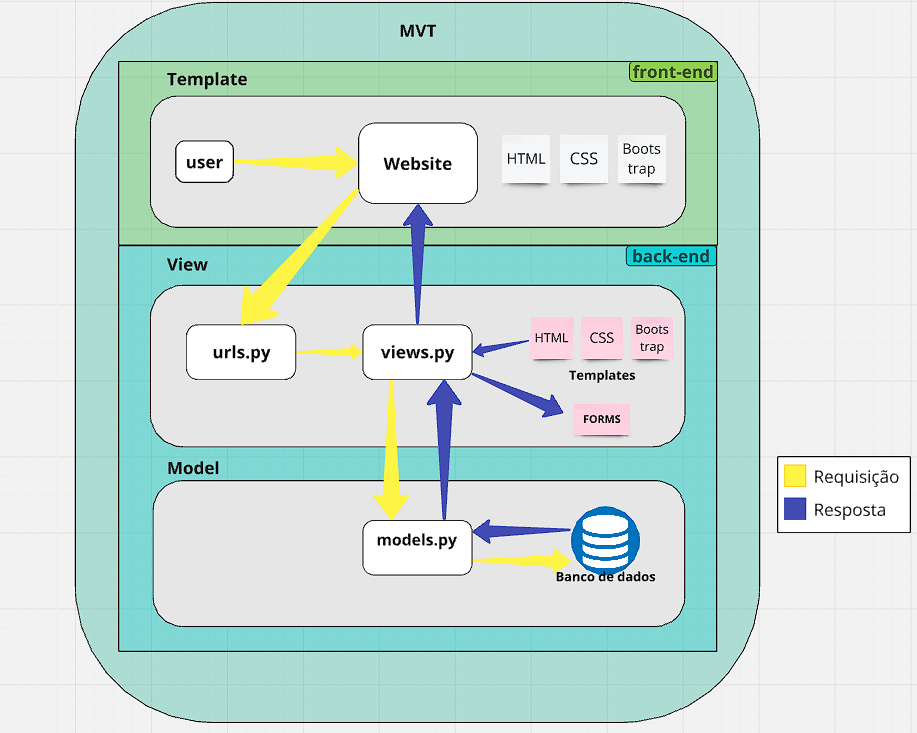 MVT
front-end
Template
user
Website
HTML
CSS
Boots
trap
back-end
View
urls.py
views.py
HTML
CSS
Boots
trap
Templates
FORMS
Model
models.py
Banco de dados
Requisição
Resposta